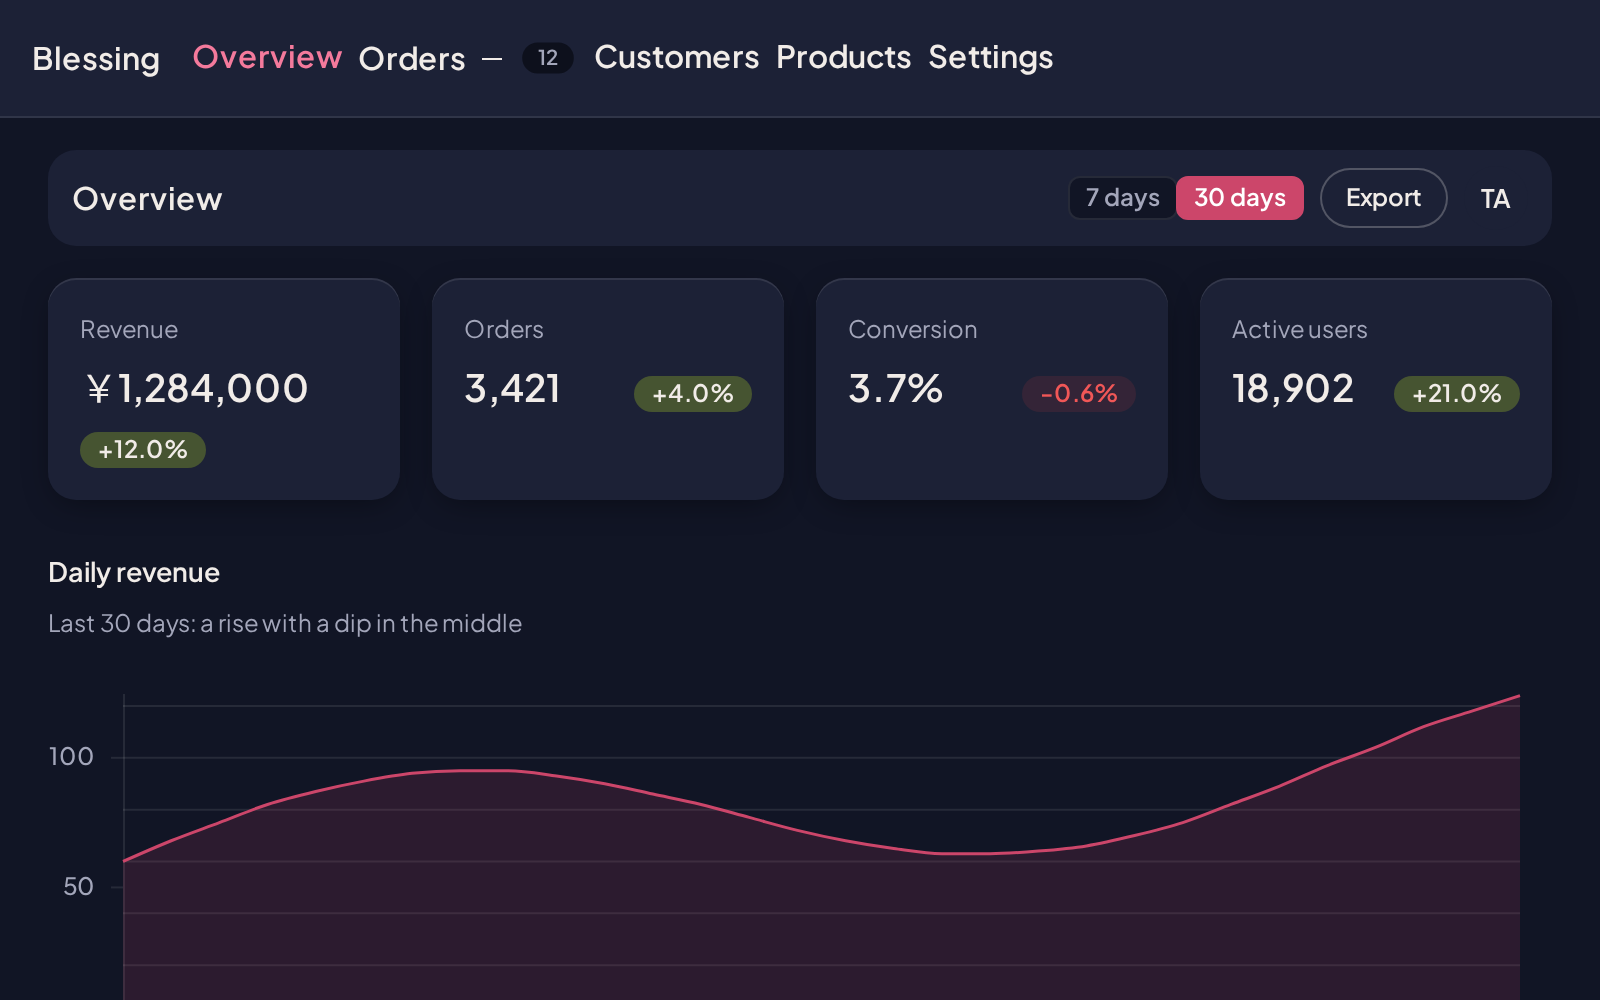 Blessing Overview Orders — 12 Customers Products Settings
Overview 7 days 30 days Export TA
Revenue
¥1,284,000
+12.0%
Orders
3,421 +4.0%
Conversion
3.7% -0.6%
Active users
18,902 +21.0%
Daily revenue
Last 30 days: a rise with a dip in the middle
100
50